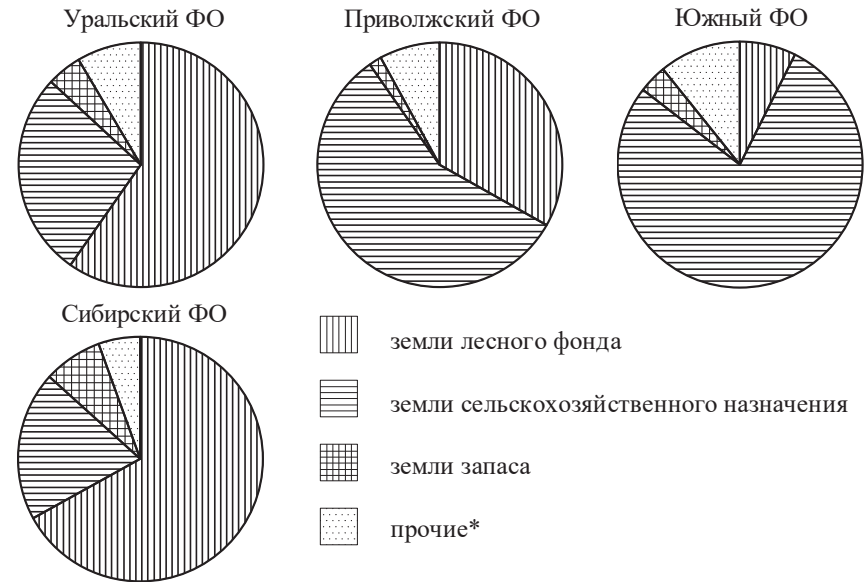 Уральский ФО
Приволжский ФО
Южный ФО
Сибирский ФО
земли лесного фонда
земли сельскохозяйственного назначения
земли запаса
прочие*